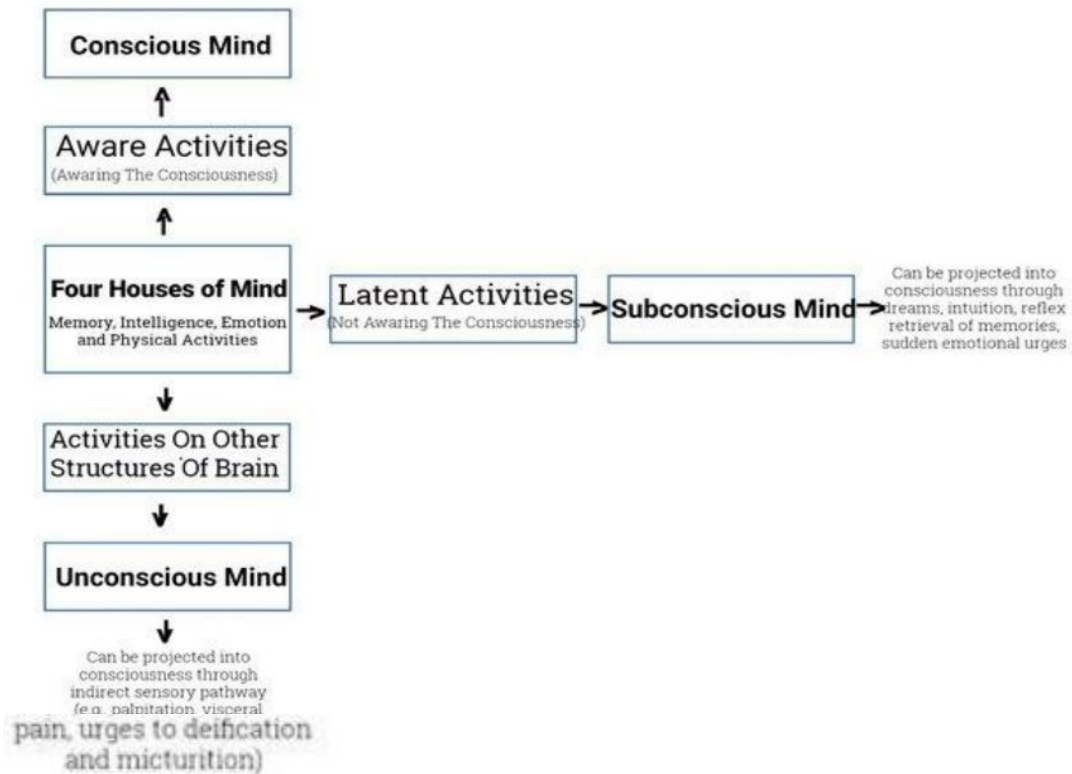 Conscious Mind
Aware Activities
(Awaring The Consciousness)
Four Houses of Mind
Memory, Intelligence, Emotion
and Physical Activities
Latent Activities
(Not Awaring The Consciousness)
Subconscious Mind
Can be projected into
consciousness through
dreams, intuition, reflex
retrieval of memories,
sudden emotional urges
Activities On Other
Structures Of Brain
Unconscious Mind
Can be projected into
consciousness through
indirect sensory pathway
(e.g., palpitation, visceral
pain, urges to deification
and micturition)